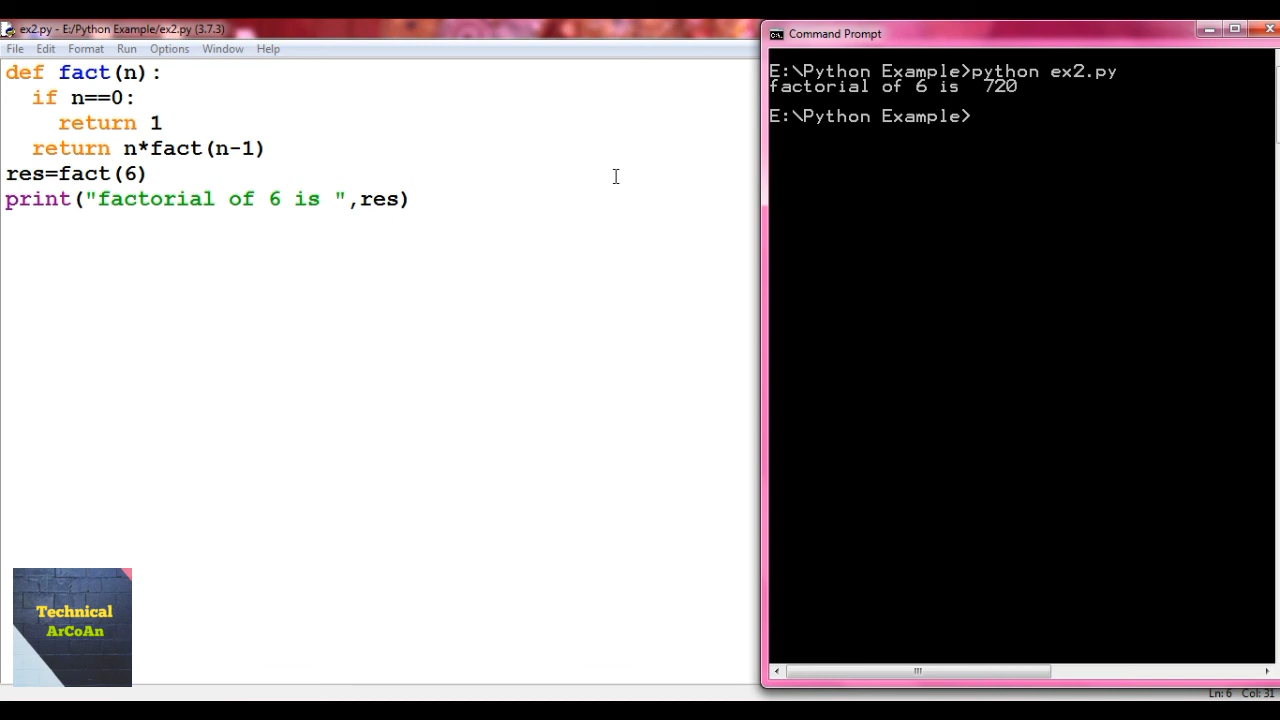 ex2.py - E:/Python Example/ex2.py (3.7.3)
File Edit Format Run Options Window Help
def fact(n):
  if n==0:
    return 1
  return n*fact(n-1)
res=fact(6)
print("factorial of 6 is ",res)
Technical
ArCoAn
Command Prompt
E:\Python Example>python ex2.py
factorial of 6 is  720
E:\Python Example>
Ln: 6 Col: 31